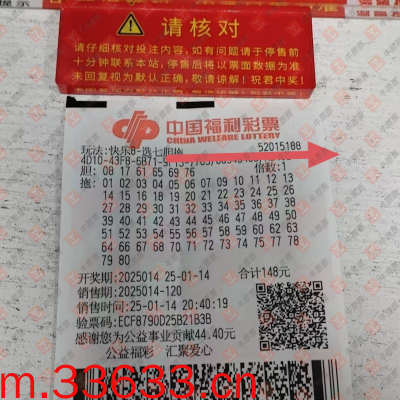 请核对
请仔细核对投注内容，如有问题请于停售前
十分钟联系本站，停售后将以票面数据为准
未回复视为默认正确，敬请谅解！祝君中奖！
中国福利彩票
CHINA WELFARE LOTTERY
玩法：快乐8-选七胆拖
52015188
4D10-43F8-6B71-
倍数：1
胆： 08 17 61 65 69 76
拖： 01 02 03 04 05 06 07 09 10 11 12 13
14 15 16 18 19 20 21 22 23 24 25 26
27 28 29 30 31 32 33 34 35 36 37 38
39 40 41 42 43 44 45 46 47 48 49 50
51 52 53 54 55 56 57 58 59 60 62 63
64 66 67 68 70 71 72 73 74 75 77 78
79 80
开奖期：2025014 25-01-14 合计148元
销售期：2025014-120
销售时间：25-01-14 20:40:19
验票码：ECF8790D25B21B3B
感谢您为公益事业贡献44.40元
公益福彩 汇聚爱心
m.33633.cn